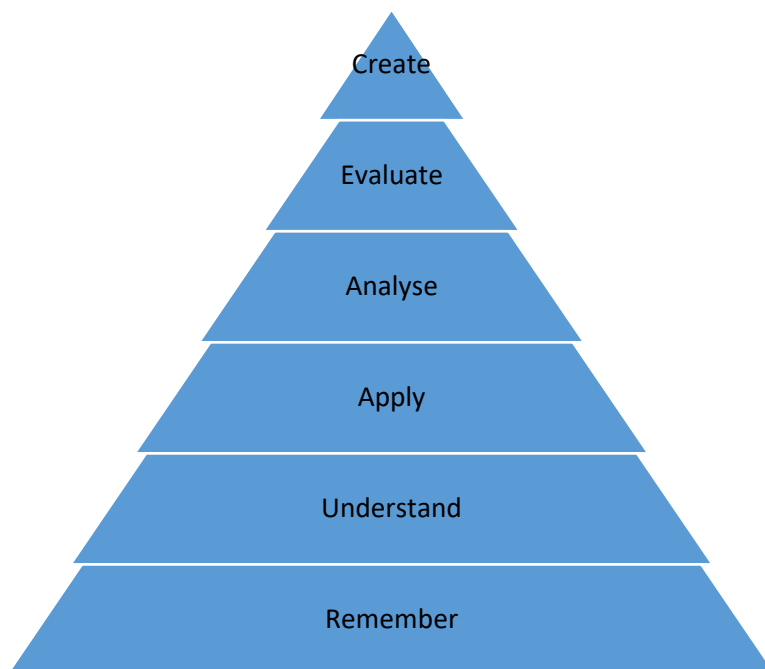 Create
Evaluate
Analyse
Apply
Understand
Remember